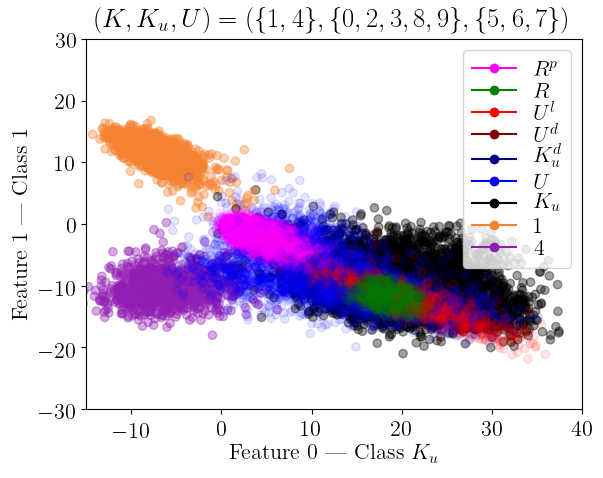 (K, K_u, U) = ({1, 4}, {0, 2, 3, 8, 9}, {5, 6, 7})
30
20
10
0
−10
−20
−30
Feature 1 — Class 1
R^p
R
U^l
U^d
K_u^d
U
K_u
1
4
−10 0 10 20 30 40
Feature 0 — Class K_u